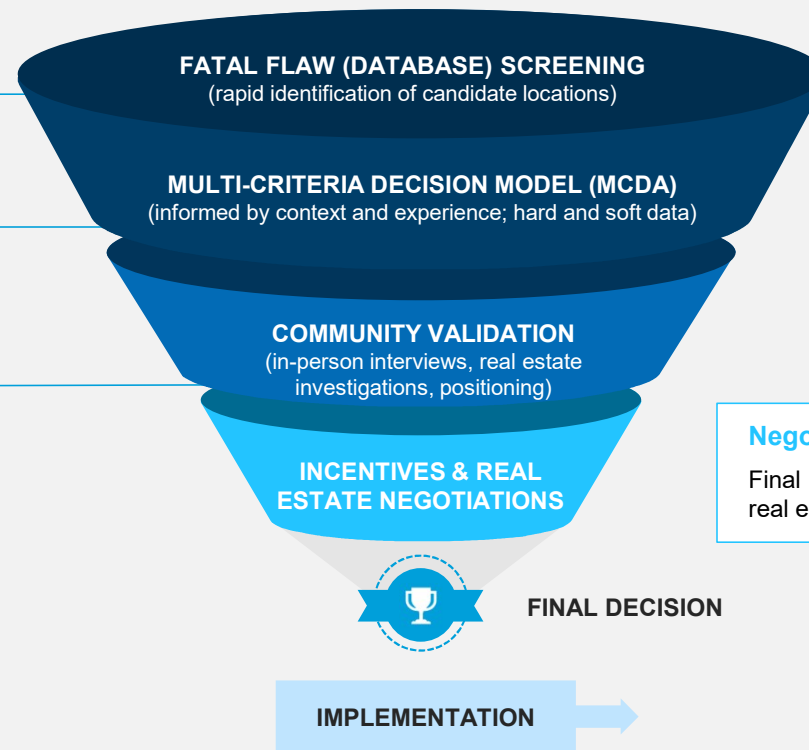 FATAL FLAW (DATABASE) SCREENING
(rapid identification of candidate locations)
MULTI-CRITERIA DECISION MODEL (MCDA)
(informed by context and experience; hard and soft data)
COMMUNITY VALIDATION
(in-person interviews, real estate
investigations, positioning)
Nego
Final
real e
INCENTIVES & REAL
ESTATE NEGOTIATIONS
FINAL DECISION
IMPLEMENTATION